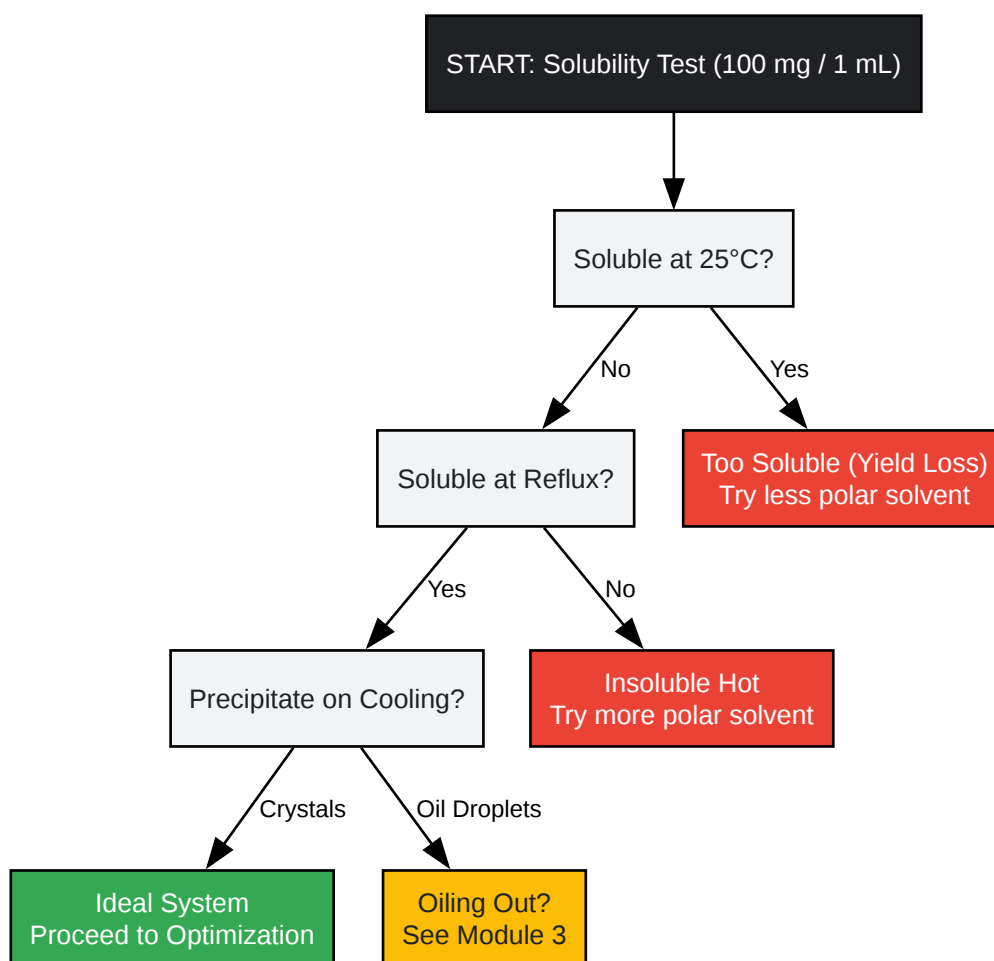 START: Solubility Test (100 mg / 1 mL)
Soluble at 25°C?
No
Yes
Soluble at Reflux?
Too Soluble (Yield Loss)
Try less polar solvent
Yes
No
Precipitate on Cooling?
Insoluble Hot
Try more polar solvent
Crystals
Oil Droplets
Ideal System
Proceed to Optimization
Oiling Out?
See Module 3